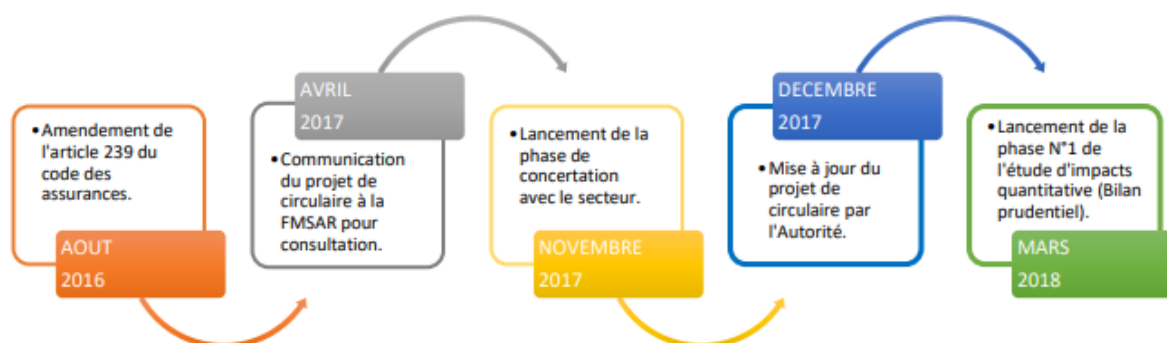 •Amendement de
l'article 239 du
code des
assurances.
AOUT
2016
AVRIL
2017
•Communication
du projet de
circulaire à la
FMSAR pour
consultation.
•Lancement de la
phase de
concertation
avec le secteur.
NOVEMBRE
2017
DECEMBRE
2017
•Mise à jour du
projet de
circulaire par
l'Autorité.
•Lancement de la
phase N°1 de
l'étude d'impacts
quantitative (Bilan
prudentiel).
MARS
2018